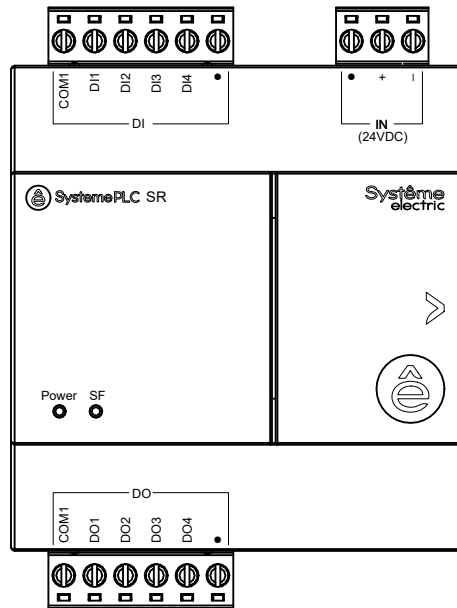 COM1 DI1 DI2 DI3 DI4 •
DI
• + –
IN
(24VDC)
ê SystemePLC SR
Systême
electric
ê
Power SF
DO
COM1 DO1 DO2 DO3 DO4 •